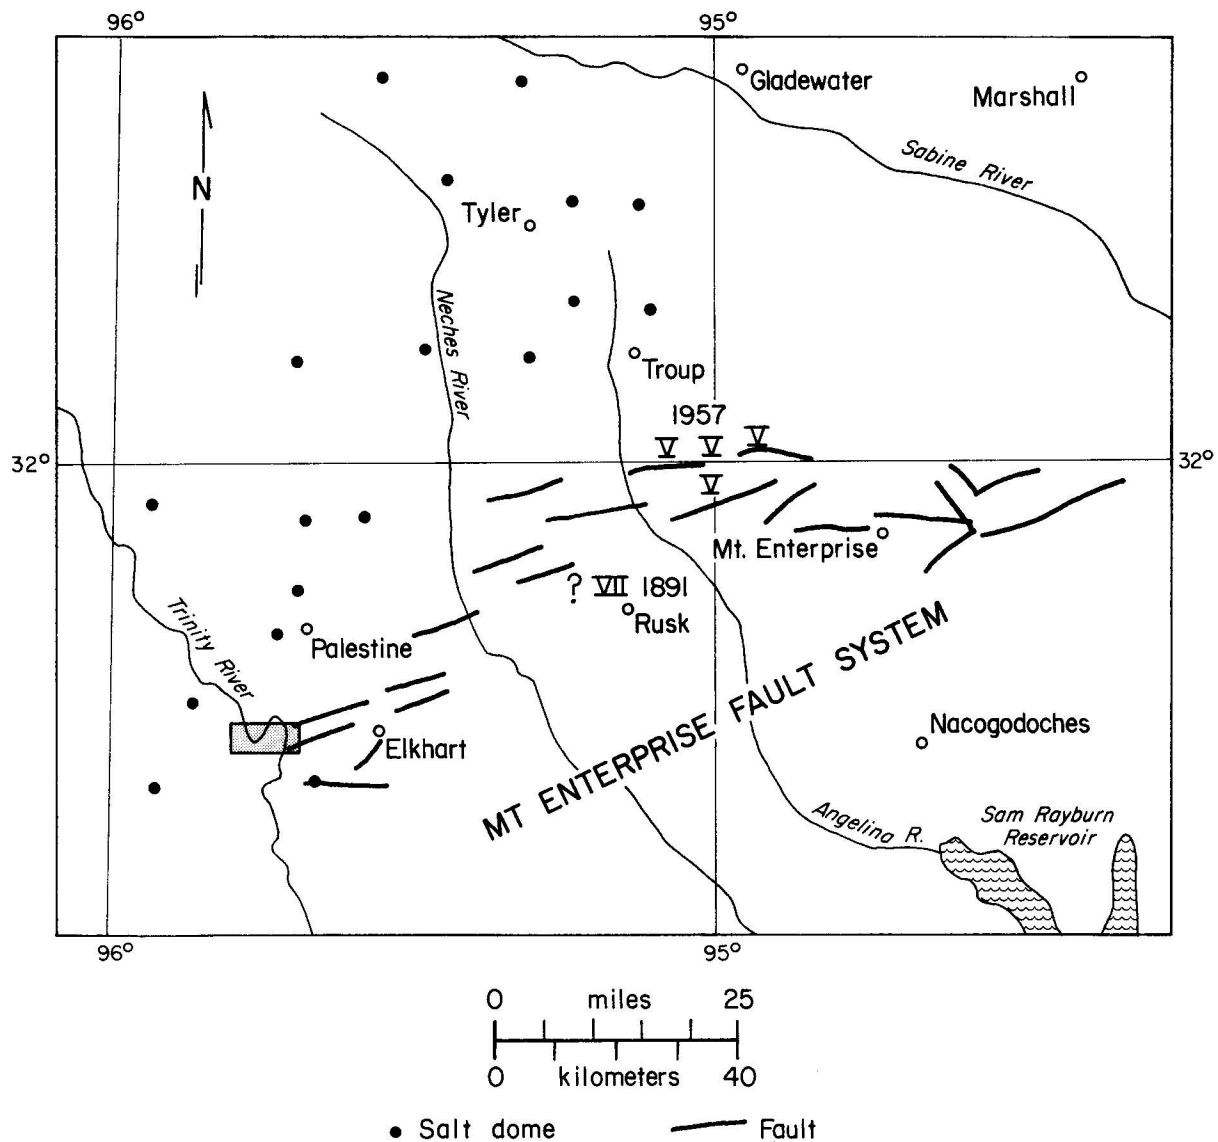 96° 95°
Gladewater
Marshall
Sabine River
N
Tyler
Neches River
Troup
1957
V V V
32° 32°
V
Mt. Enterprise
? VII 1891
Rusk
Trinity River
Palestine
MT ENTERPRISE FAULT SYSTEM
Nacogodoches
Elkhart
Angelina R.
Sam Rayburn
Reservoir
96° 95°
0 miles 25
0 kilometers 40
Salt dome Fault